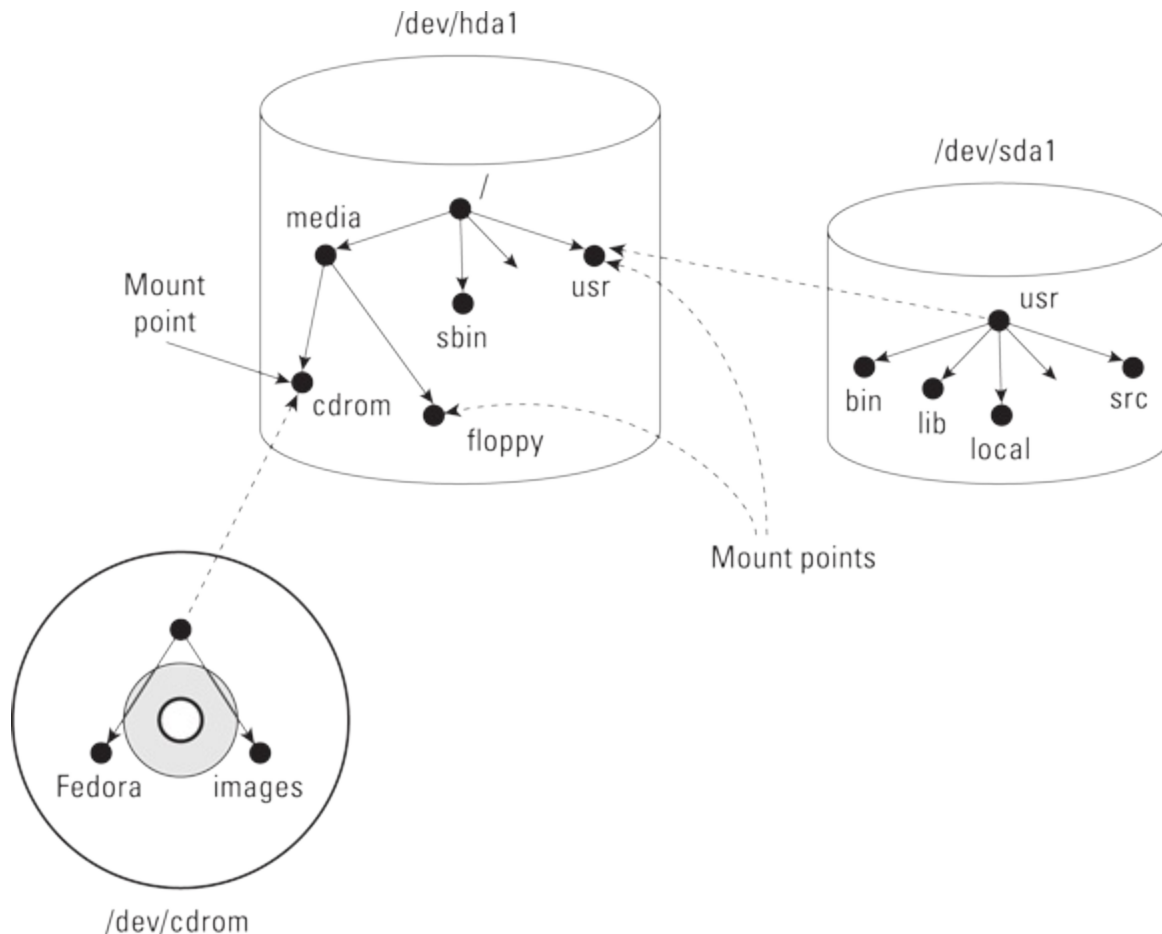 /dev/hda1
/dev/sda1
/
media
usr
Mount
point
sbin
cdrom
floppy
usr
bin
lib
local
src
Mount points
Fedora
images
/dev/cdrom